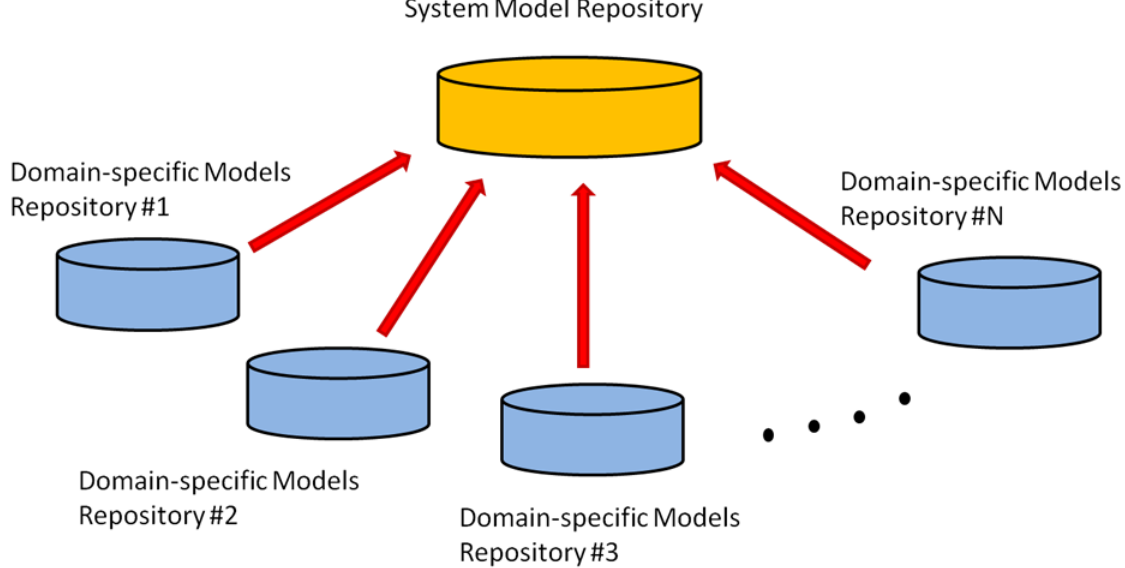 System Model Repository
Domain-specific Models
Repository #1
Domain-specific Models
Repository #N
Domain-specific Models
Repository #2
Domain-specific Models
Repository #3